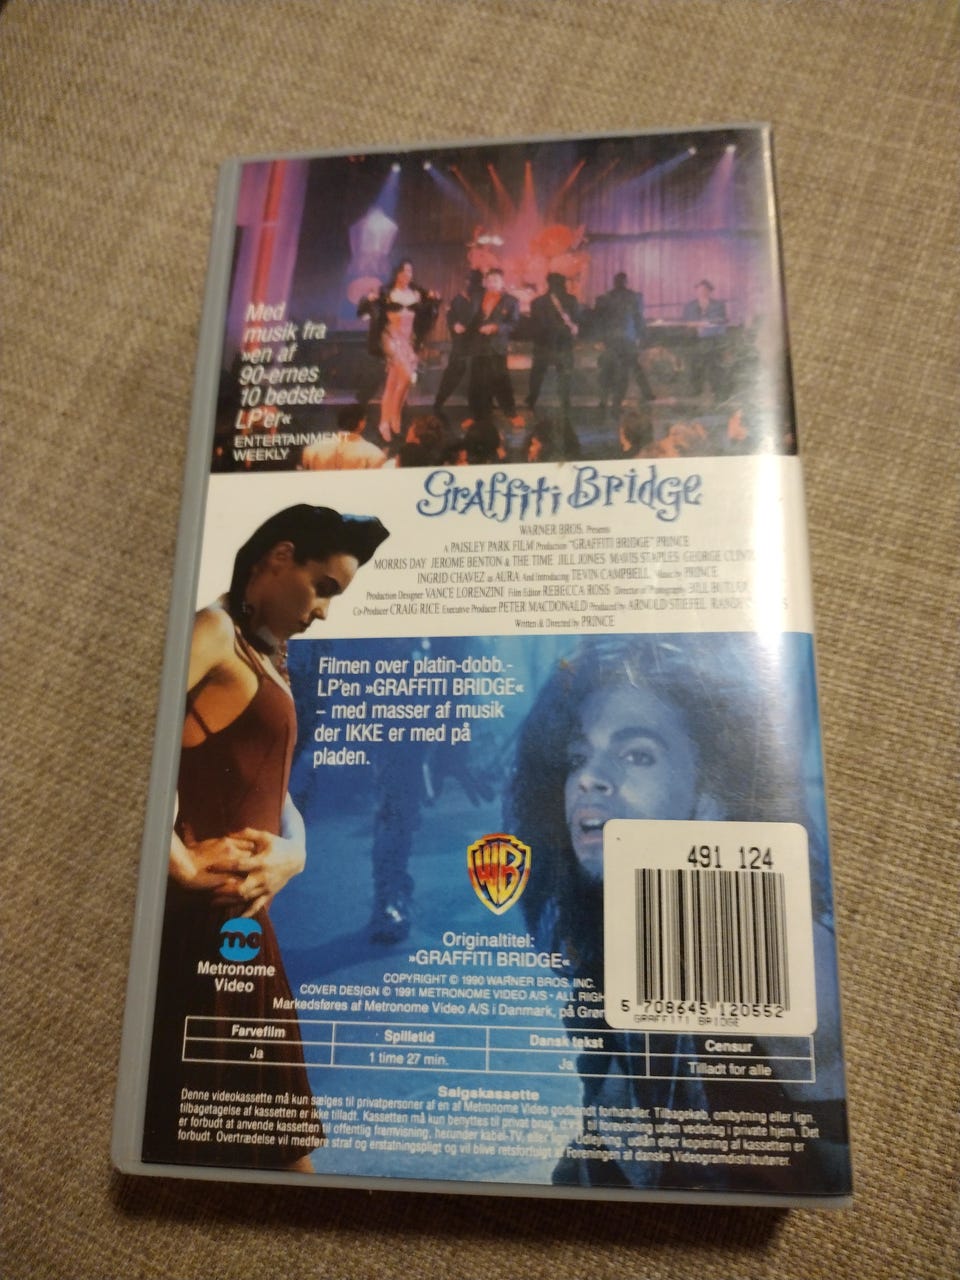 Med
musik fra
»en af
90-ernes
10 bedste
LP'er«
ENTERTAINMENT
WEEKLY
Graffiti Bridge
WARNER BROS. Presents
A PAISLEY PARK FILM Production "GRAFFITI BRIDGE" PRINCE
MORRIS DAY JEROME BENTON & THE TIME JILL JONES MAVIS STAPLES GEORGE CLINT
INGRID CHAVEZ as AURA And Introducing TEVIN CAMPBELL Music by PRINCE
Production Designer VANCE LORENZINI Film Editor REBECCA ROSS Director of Photography BILL BUTLER
Co-Producer CRAIG RICE Executive Producer PETER MACDONALD Produced by ARNOLD STIEFEL RANDY
Written & Directed by PRINCE
Filmen over platin-dobb.-
LP'en »GRAFFITI BRIDGE«
– med masser af musik
der IKKE er med på
pladen.
WB
491 124
5 708645 120552
GRAFFITI BRIDGE
me
Metronome
Video
Originaltitel:
»GRAFFITI BRIDGE«
COPYRIGHT © 1990 WARNER BROS. INC.
COVER DESIGN © 1991 METRONOME VIDEO A/S - ALL RIGH
Markedsføres af Metronome Video A/S i Danmark, på Grøn
Farvefilm Spilletid Dansk tekst Censur
Ja 1 time 27 min. Ja Tilladt for alle
Salgskassette
Denne videokassette må kun sælges til privatpersoner af en af Metronome Video godkendt forhandler. Tilbagekøb, ombytning eller lign.
tilbagetagelse af kassetten er ikke tilladt. Kassetten må kun benyttes til privat brug, d.v.s. til forevisning uden vederlag i private hjem. Det
er forbudt at anvende kassetten til offentlig fremvisning, herunder kabel-TV, eller lign. Udlejning, udlån eller kopiering af kassetten er
forbudt. Overtrædelse vil medføre straf og erstatningspligt og vil blive retsforfulgt af Foreningen af danske Videogramdistributører.